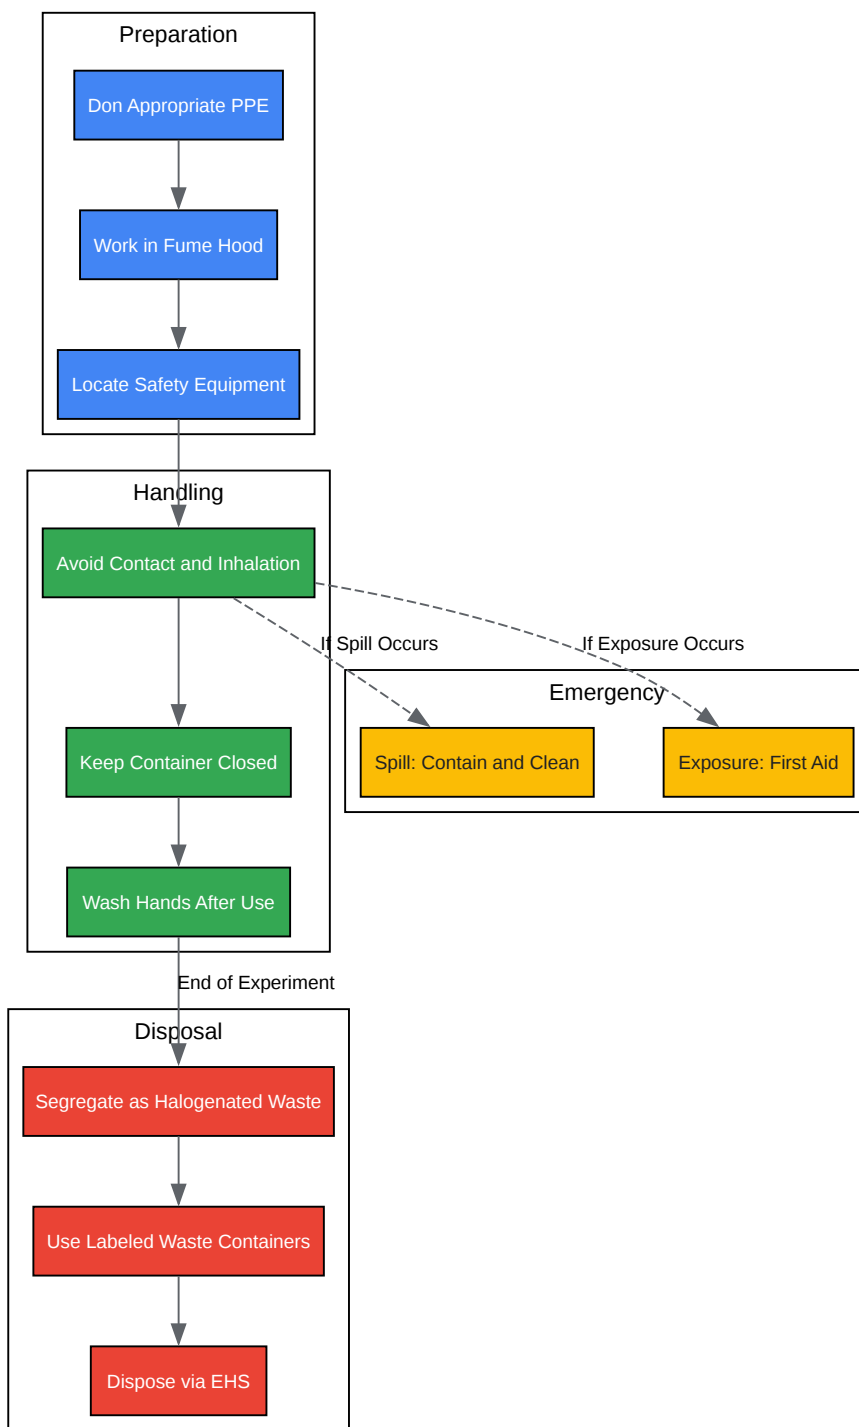 Preparation
Don Appropriate PPE
Work in Fume Hood
Locate Safety Equipment
Handling
Avoid Contact and Inhalation
If Spill Occurs
If Exposure Occurs
Emergency
Keep Container Closed
Spill: Contain and Clean
Exposure: First Aid
Wash Hands After Use
End of Experiment
Disposal
Segregate as Halogenated Waste
Use Labeled Waste Containers
Dispose via EHS